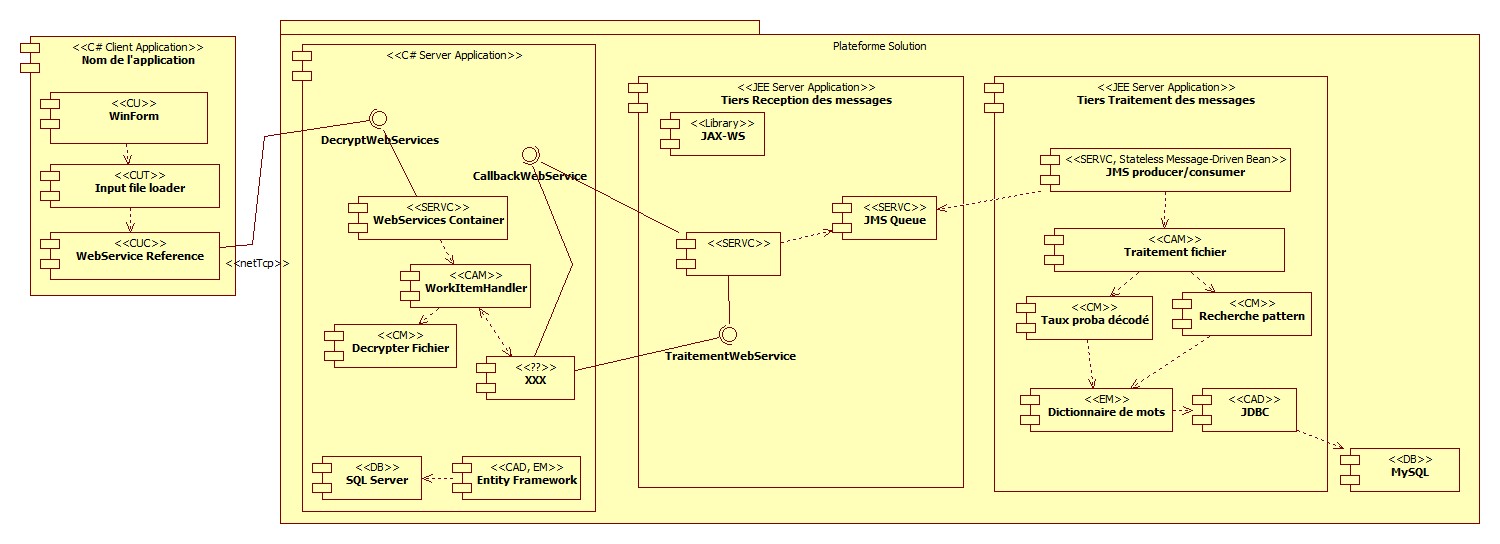 <<C# Client Application>>
Nom de l'application
<<CU>>
WinForm
<<CUT>>
Input file loader
<<CUC>>
WebService Reference
<<netTcp>>
Plateforme Solution
<<C# Server Application>>
DecryptWebServices
CallbackWebService
<<SERVC>>
WebServices Container
<<CAM>>
WorkItemHandler
<<CM>>
Decrypter Fichier
<<??>>
XXX
<<DB>>
SQL Server
<<CAD, EM>>
Entity Framework
<<JEE Server Application>>
Tiers Reception des messages
<<Library>>
JAX-WS
<<SERVC>>
JMS Queue
<<SERVC>>
TraitementWebService
<<JEE Server Application>>
Tiers Traitement des messages
<<SERVC, Stateless Message-Driven Bean>>
JMS producer/consumer
<<CAM>>
Traitement fichier
<<CM>>
Taux proba décodé
<<CM>>
Recherche pattern
<<EM>>
Dictionnaire de mots
<<CAD>>
JDBC
<<DB>>
MySQL